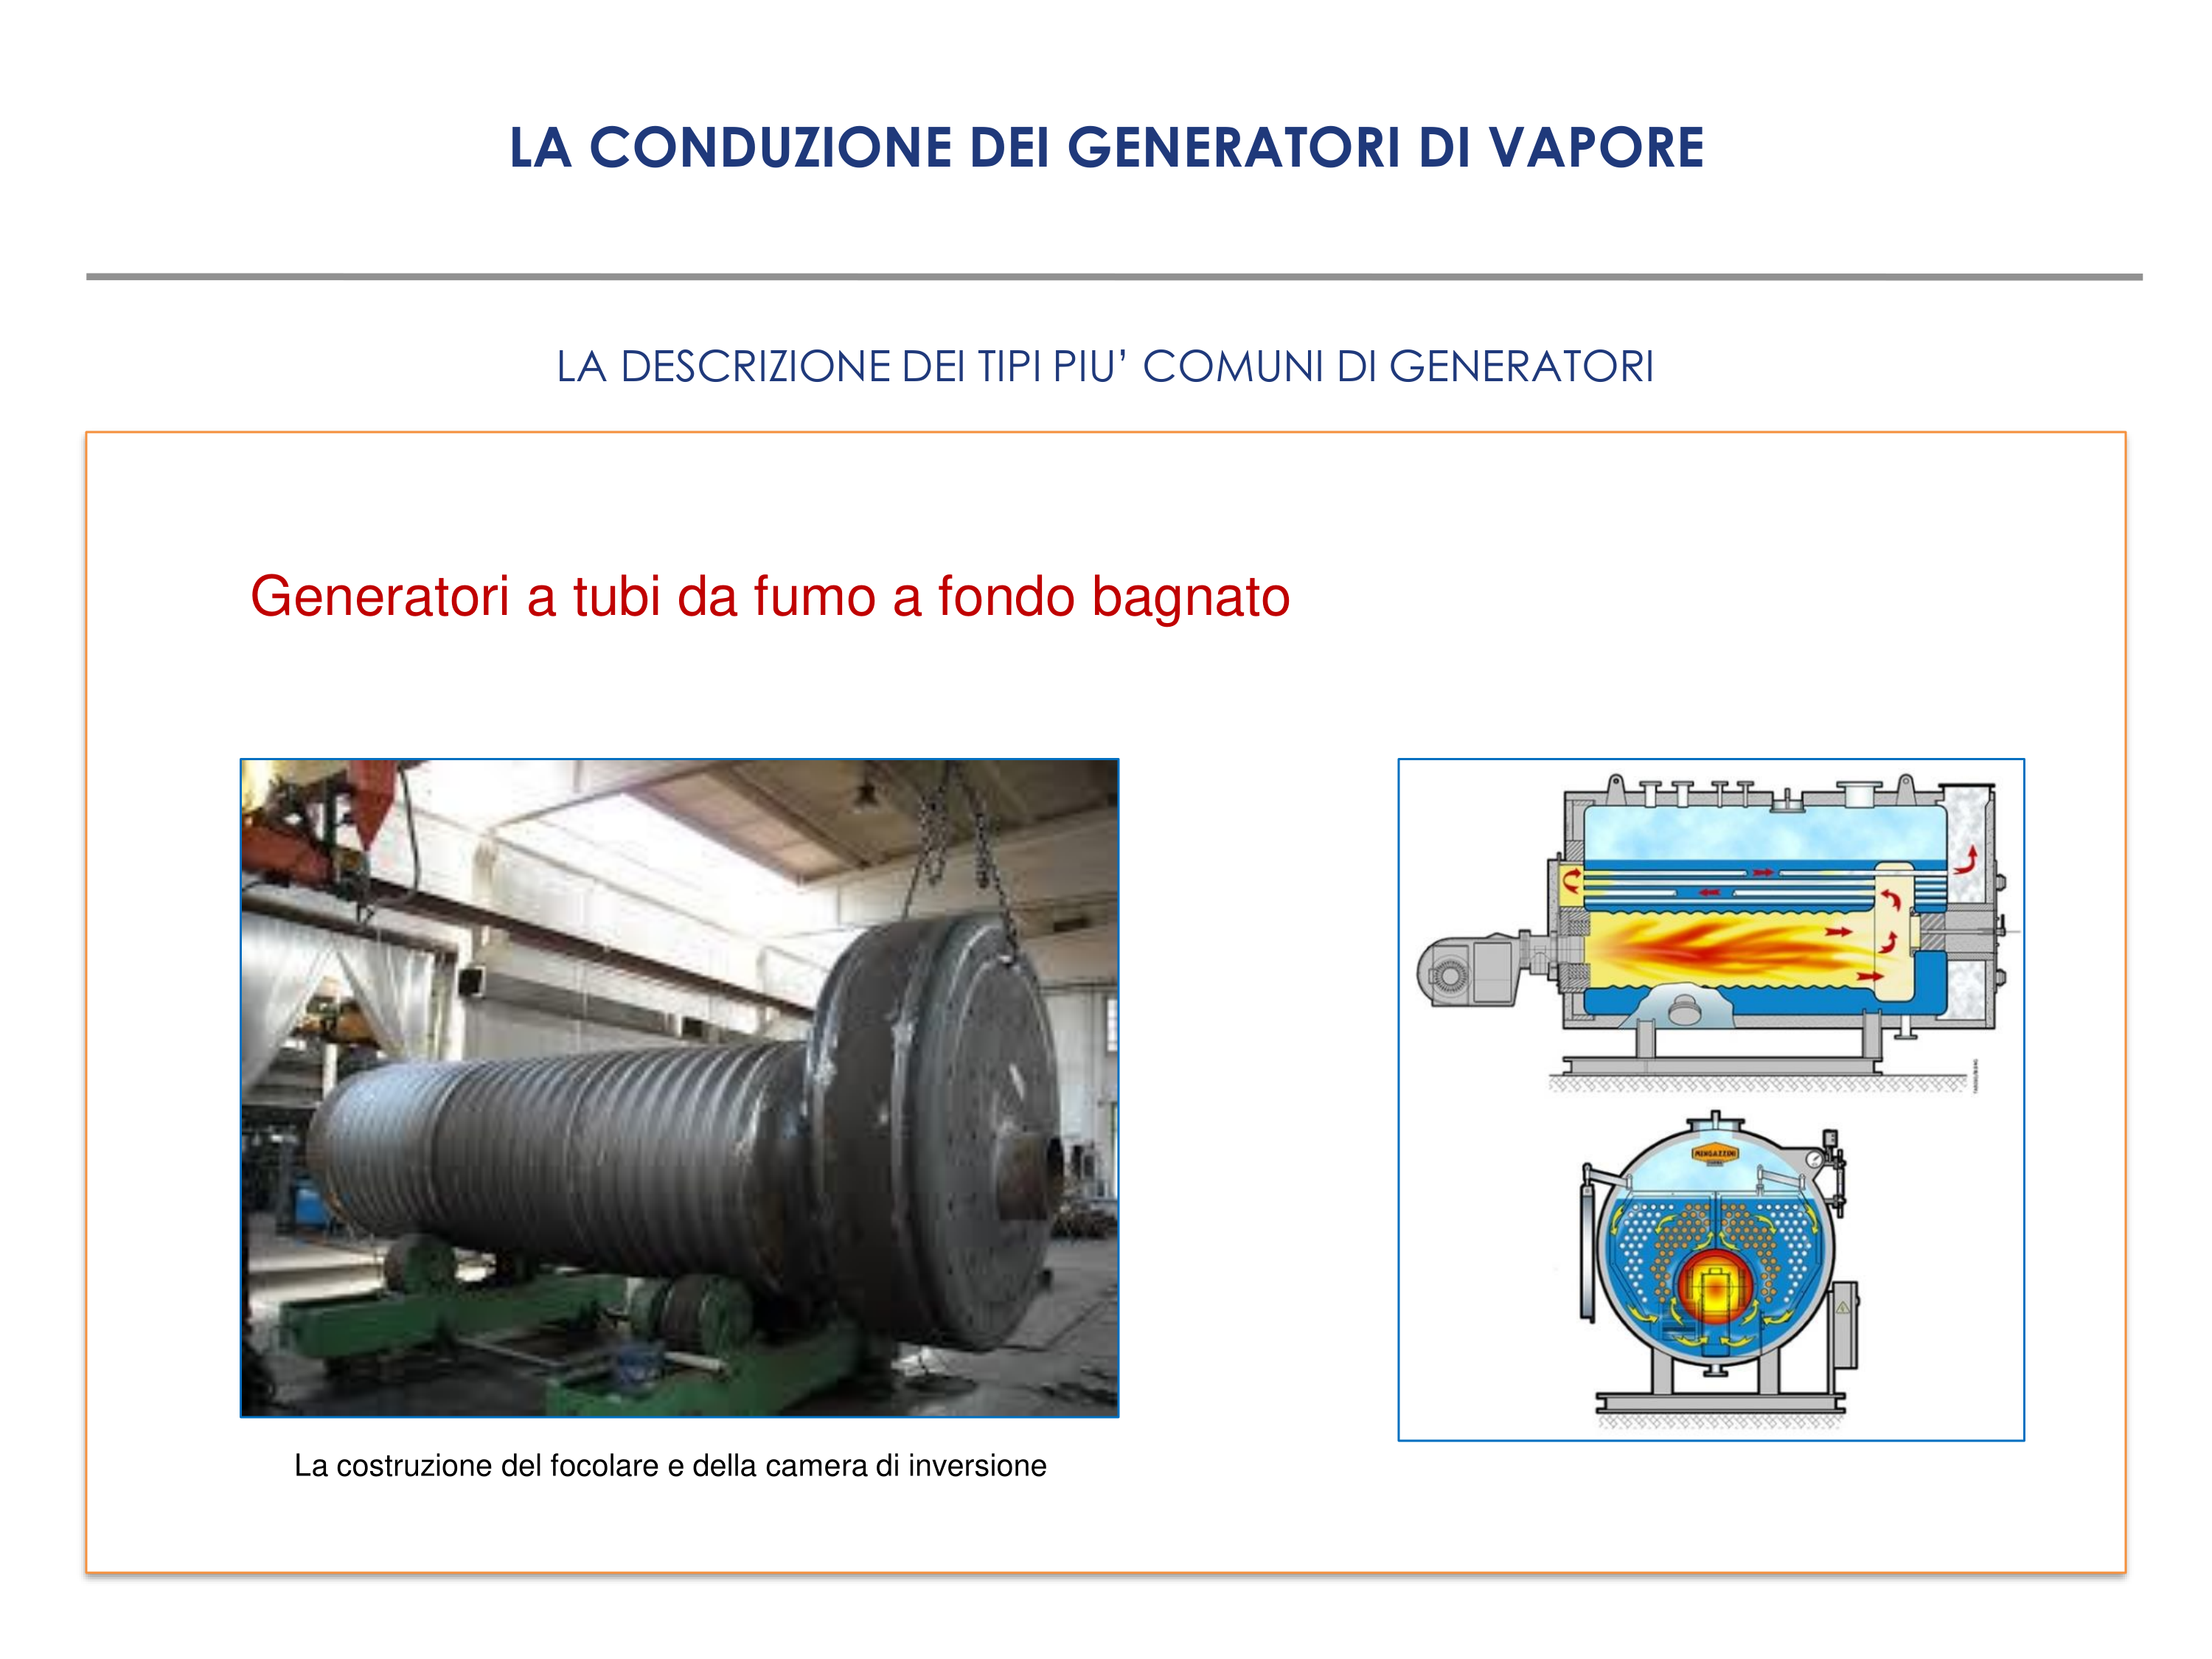 LA CONDUZIONE DEI GENERATORI DI VAPORE
LA DESCRIZIONE DEI TIPI PIU’ COMUNI DI GENERATORI
Generatori a tubi da fumo a fondo bagnato
MINGAZZINI
La costruzione del focolare e della camera di inversione